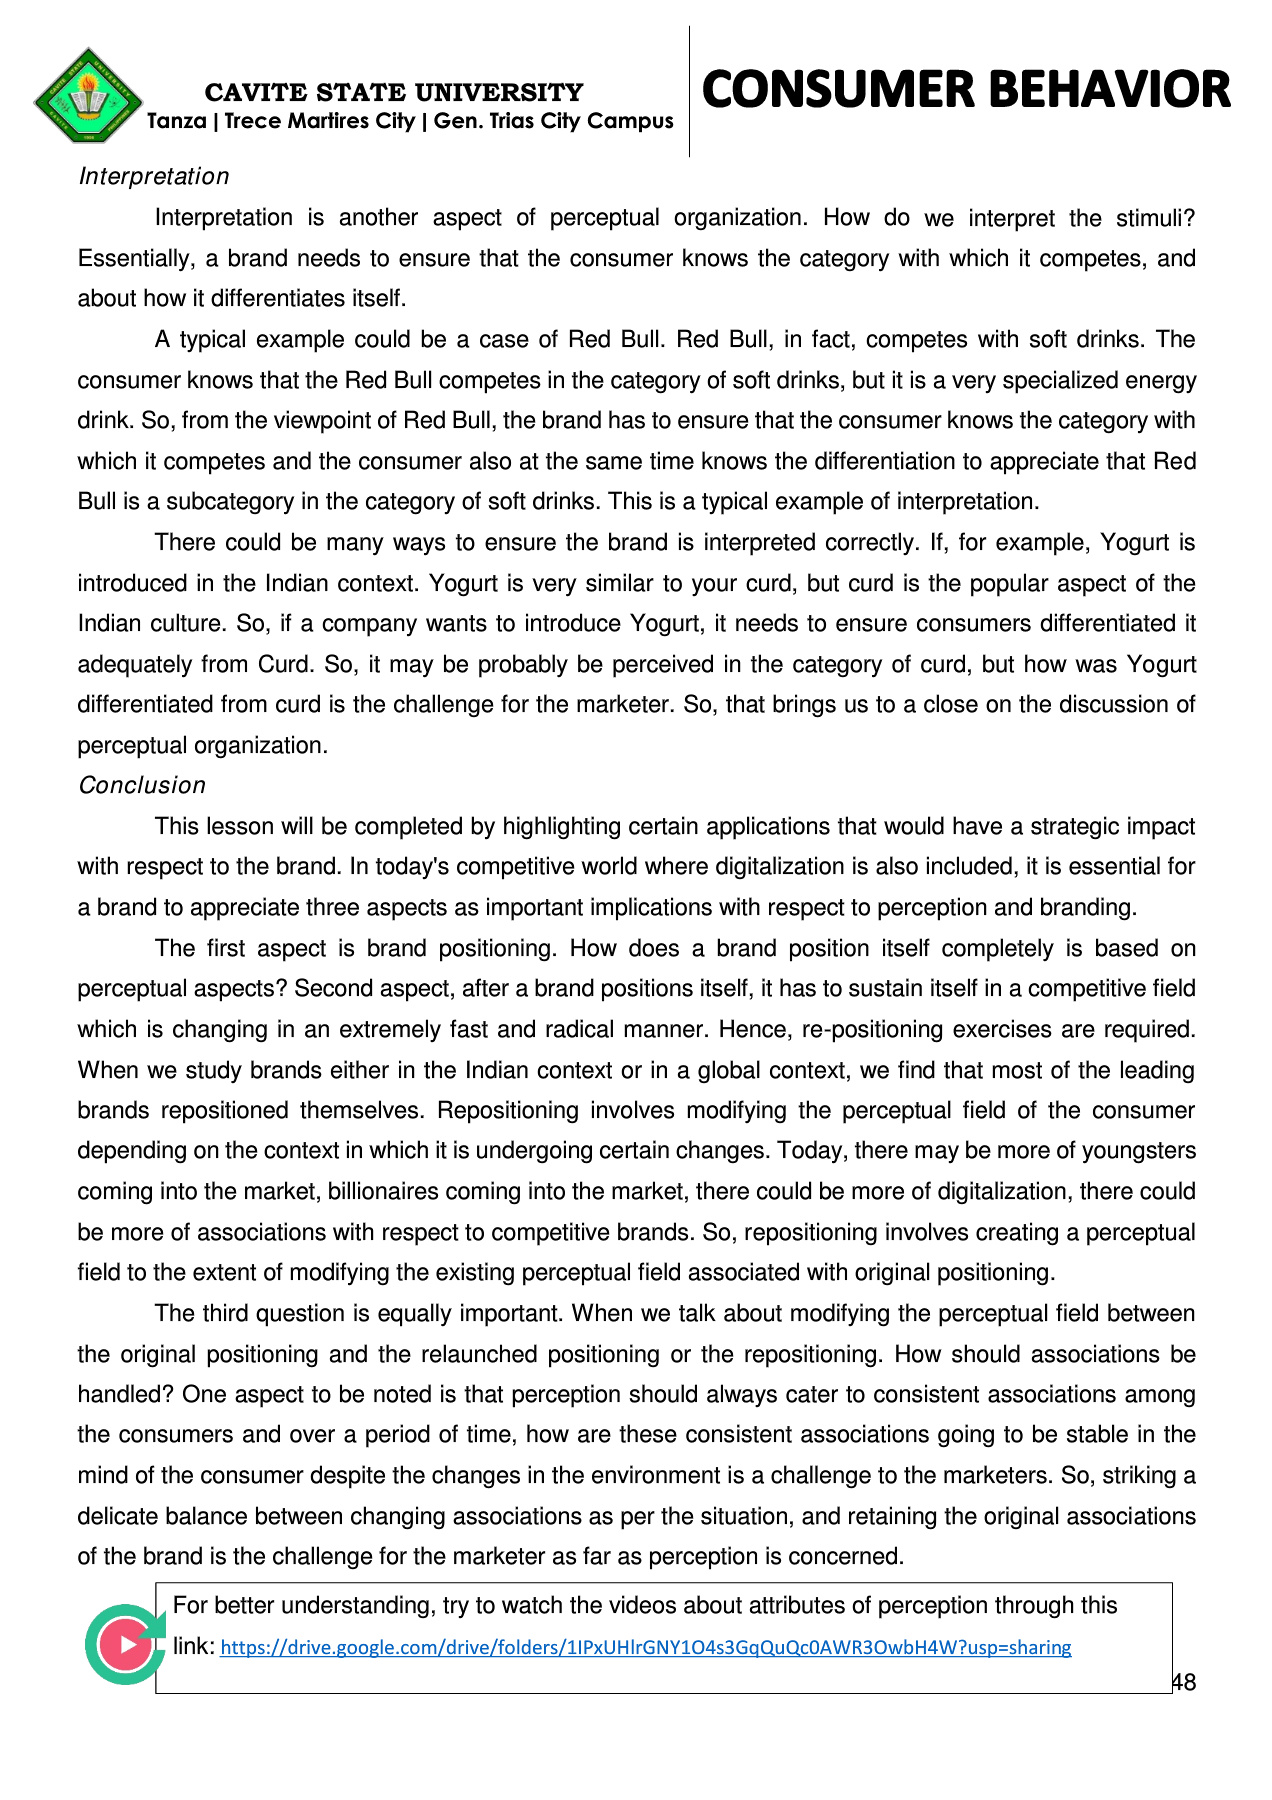 CAVITE STATE UNIVERSITY
Tanza | Trece Martires City | Gen. Trias City Campus
CONSUMER BEHAVIOR
Interpretation
Interpretation is another aspect of perceptual organization. How do we interpret the stimuli?
Essentially, a brand needs to ensure that the consumer knows the category with which it competes, and
about how it differentiates itself.
A typical example could be a case of Red Bull. Red Bull, in fact, competes with soft drinks. The
consumer knows that the Red Bull competes in the category of soft drinks, but it is a very specialized energy
drink. So, from the viewpoint of Red Bull, the brand has to ensure that the consumer knows the category with
which it competes and the consumer also at the same time knows the differentiation to appreciate that Red
Bull is a subcategory in the category of soft drinks. This is a typical example of interpretation.
There could be many ways to ensure the brand is interpreted correctly. If, for example, Yogurt is
introduced in the Indian context. Yogurt is very similar to your curd, but curd is the popular aspect of the
Indian culture. So, if a company wants to introduce Yogurt, it needs to ensure consumers differentiated it
adequately from Curd. So, it may be probably be perceived in the category of curd, but how was Yogurt
differentiated from curd is the challenge for the marketer. So, that brings us to a close on the discussion of
perceptual organization.
Conclusion
This lesson will be completed by highlighting certain applications that would have a strategic impact
with respect to the brand. In today's competitive world where digitalization is also included, it is essential for
a brand to appreciate three aspects as important implications with respect to perception and branding.
The first aspect is brand positioning. How does a brand position itself completely is based on
perceptual aspects? Second aspect, after a brand positions itself, it has to sustain itself in a competitive field
which is changing in an extremely fast and radical manner. Hence, re-positioning exercises are required.
When we study brands either in the Indian context or in a global context, we find that most of the leading
brands repositioned themselves. Repositioning involves modifying the perceptual field of the consumer
depending on the context in which it is undergoing certain changes. Today, there may be more of youngsters
coming into the market, billionaires coming into the market, there could be more of digitalization, there could
be more of associations with respect to competitive brands. So, repositioning involves creating a perceptual
field to the extent of modifying the existing perceptual field associated with original positioning.
The third question is equally important. When we talk about modifying the perceptual field between
the original positioning and the relaunched positioning or the repositioning. How should associations be
handled? One aspect to be noted is that perception should always cater to consistent associations among
the consumers and over a period of time, how are these consistent associations going to be stable in the
mind of the consumer despite the changes in the environment is a challenge to the marketers. So, striking a
delicate balance between changing associations as per the situation, and retaining the original associations
of the brand is the challenge for the marketer as far as perception is concerned.
For better understanding, try to watch the videos about attributes of perception through this
link: https://drive.google.com/drive/folders/1IPxUHlrGNY1O4s3GqQuQc0AWR3OwbH4W?usp=sharing
48